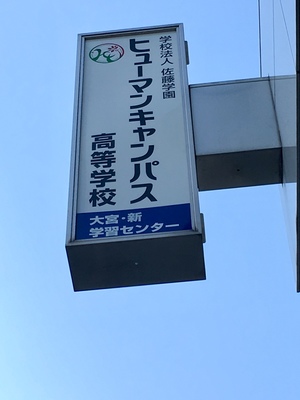 学校法人 佐藤学園
ヒューマンキャンパス
高等学校
大宮・新
学習センター